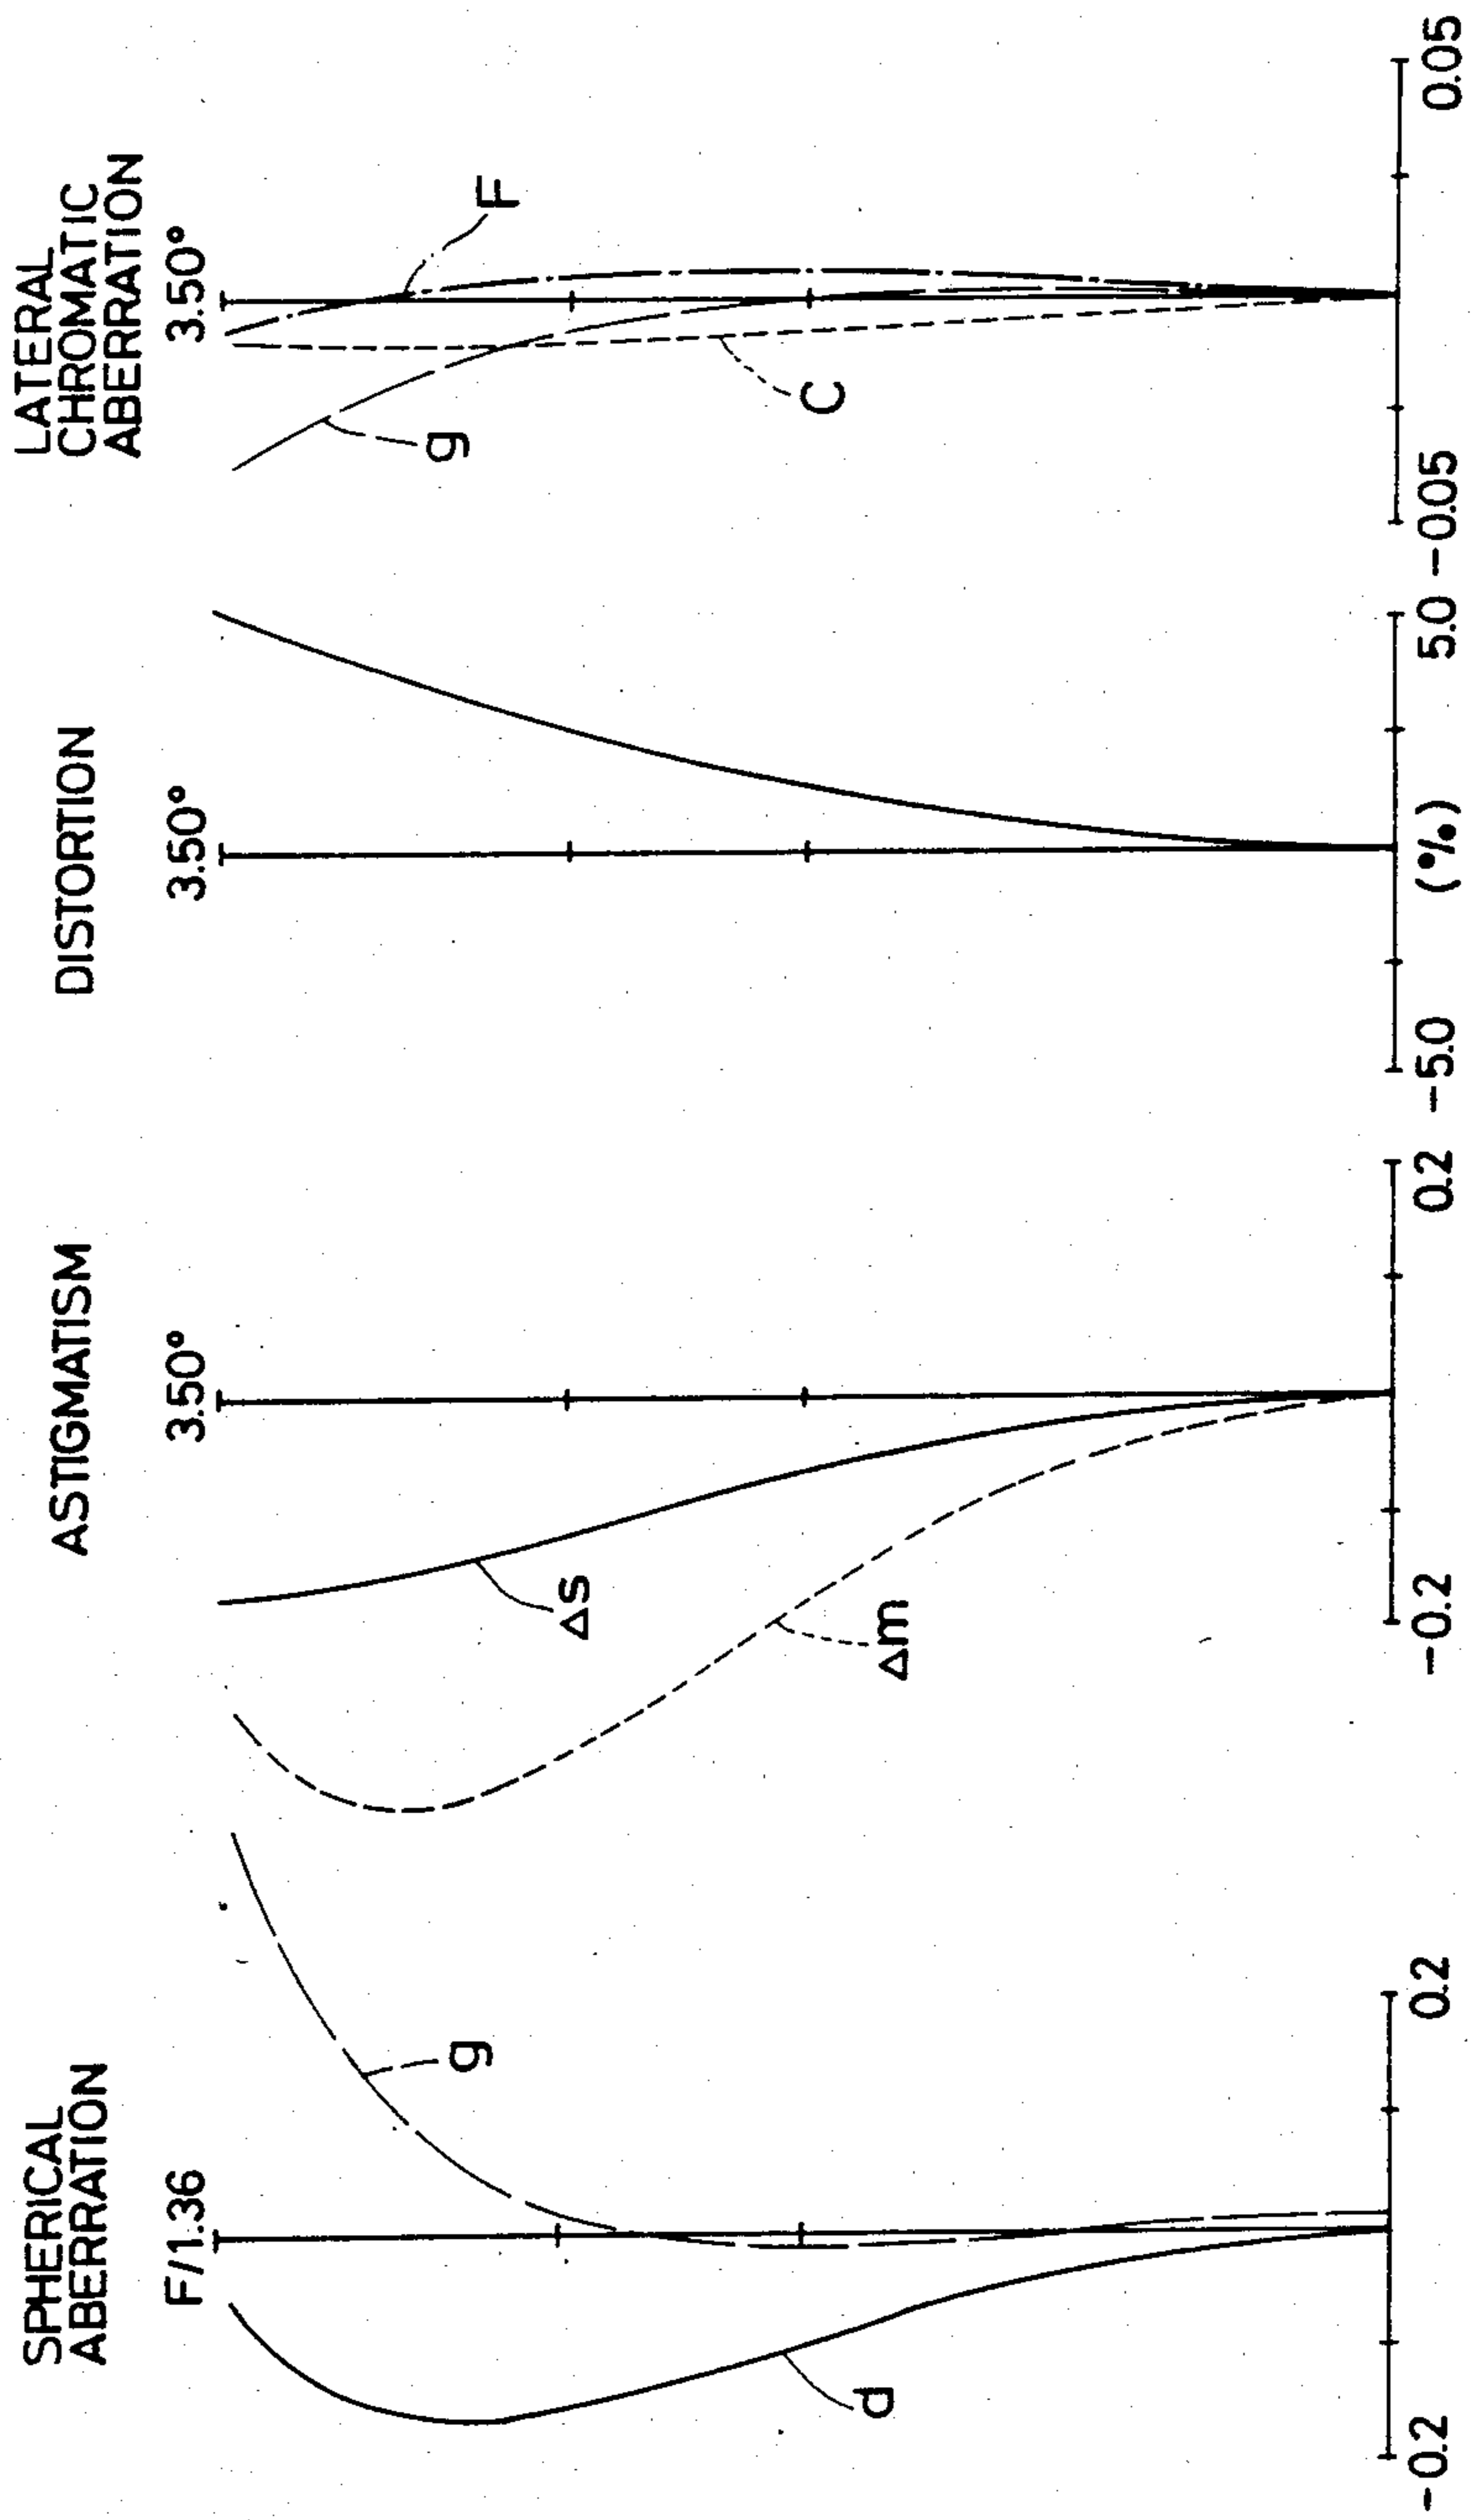 SPHERICAL
ABERRATION
F/1.36
g
d
-0.2
0.2
ASTIGMATISM
3.50°
Δs
Δm
-0.2
0.2
DISTORTION
3.50°
-5.0
(%)
5.0
LATERAL
CHROMATIC
ABERRATION
3.50°
g
F
C
-0.05
0.05